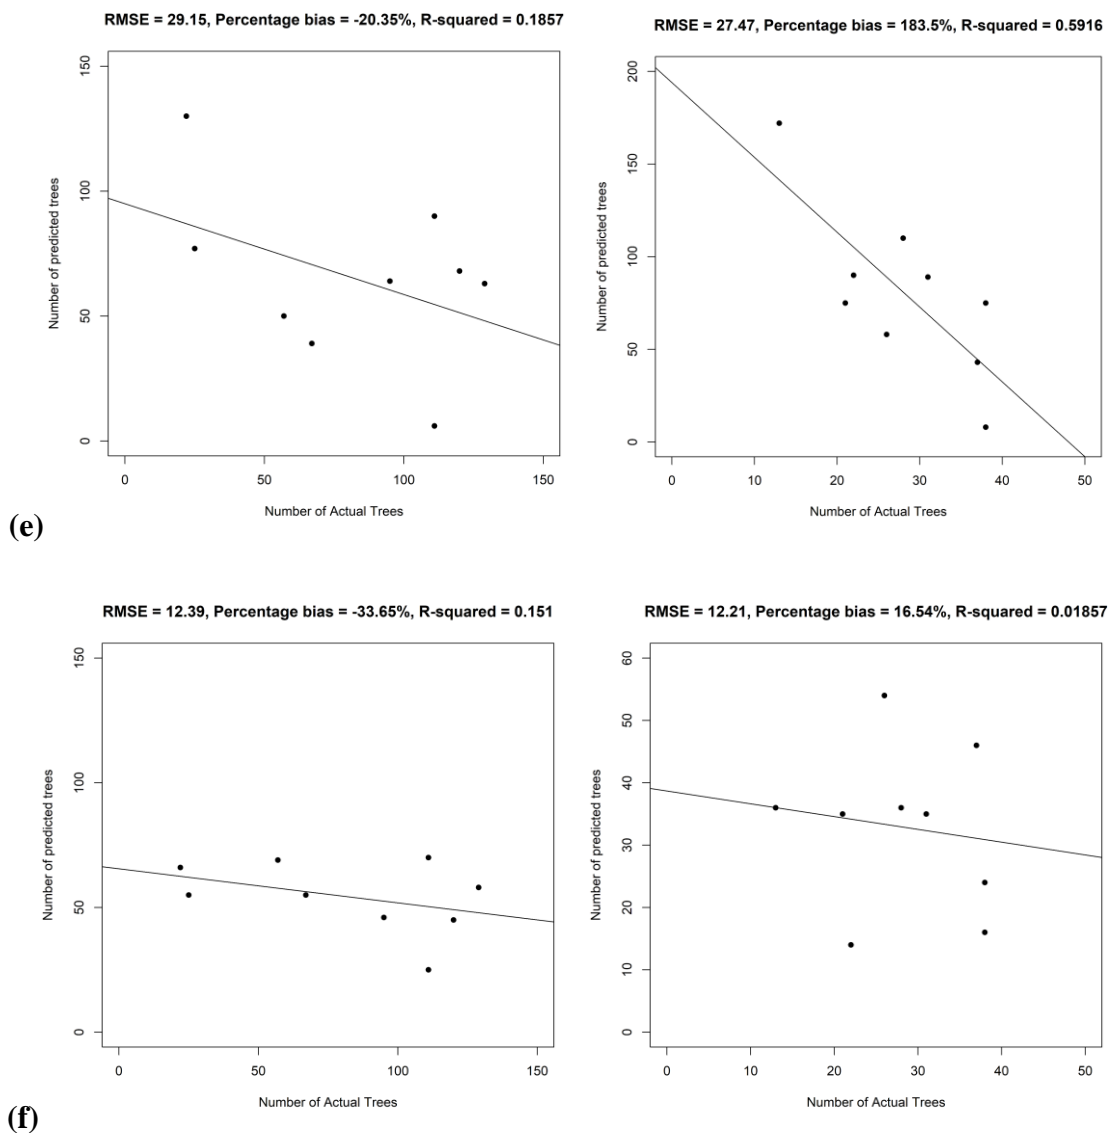 RMSE = 29.15, Percentage bias = -20.35%, R-squared = 0.1857
150
100
50
0
Number of predicted trees
0 50 100 150
Number of Actual Trees
RMSE = 27.47, Percentage bias = 183.5%, R-squared = 0.5916
200
150
100
50
0
Number of predicted trees
0 10 20 30 40 50
Number of Actual Trees
(e)
RMSE = 12.39, Percentage bias = -33.65%, R-squared = 0.151
150
100
50
0
Number of predicted trees
0 50 100 150
Number of Actual Trees
RMSE = 12.21, Percentage bias = 16.54%, R-squared = 0.01857
60
50
40
30
20
10
0
Number of predicted trees
0 10 20 30 40 50
Number of Actual Trees
(f)